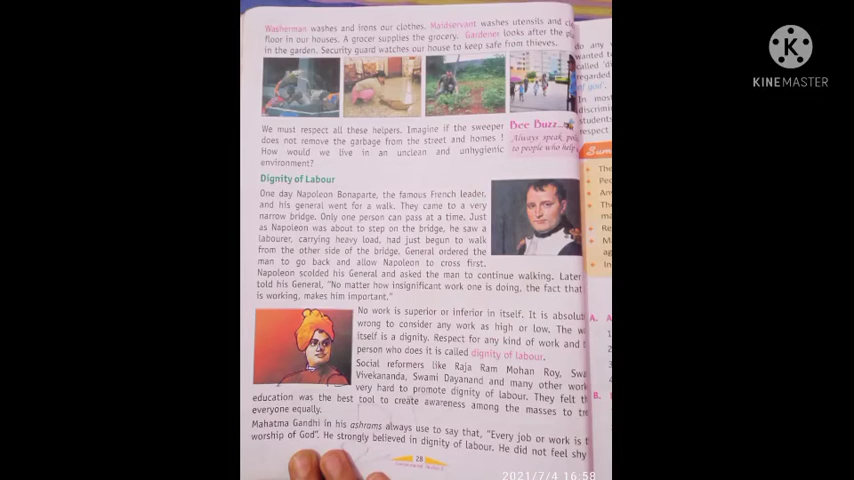 Washerman washes and irons our clothes. Maidservant washes utensils and
floor in our houses. A grocer supplies the grocery. Gardener looks after the
in the garden. Security guard watches our house to keep safe from thieves.
We must respect all these helpers. Imagine if the sweeper
does not remove the garbage from the street and homes !
How would we live in an unclean and unhygienic
environment?
Bee Buzz...
Always speak
to people who help
Dignity of Labour
One day Napoleon Bonaparte, the famous French leader,
and his general went for a walk. They came to a very
narrow bridge. Only one person can pass at a time. Just
as Napoleon was about to step on the bridge, he saw a
labourer, carrying heavy load, had just begun to walk
from the other side of the bridge. General ordered the
man to go back and allow Napoleon to cross first.
Napoleon scolded his General and asked the man to continue walking. Later
told his General, "No matter how insignificant work one is doing, the fact that
is working, makes him important."
No work is superior or inferior in itself. It is
wrong to consider any work as high or low. The
itself is a dignity. Respect for any kind of work and
person who does it is called dignity of labour.
Social reformers like Raja Ram Mohan Roy,
Vivekananda, Swami Dayanand and many other
very hard to promote dignity of labour. They felt
education was the best tool to create awareness among the masses to
everyone equally.
Mahatma Gandhi in his ashrams always use to say that, "Every job or work is
worship of God". He strongly believed in dignity of labour. He did not feel shy
28
do any
wanted
called
regarded
of god
In most
students
respect
The
An
The
In
A.
B.
KINEMASTER
2021/7/4 16:58